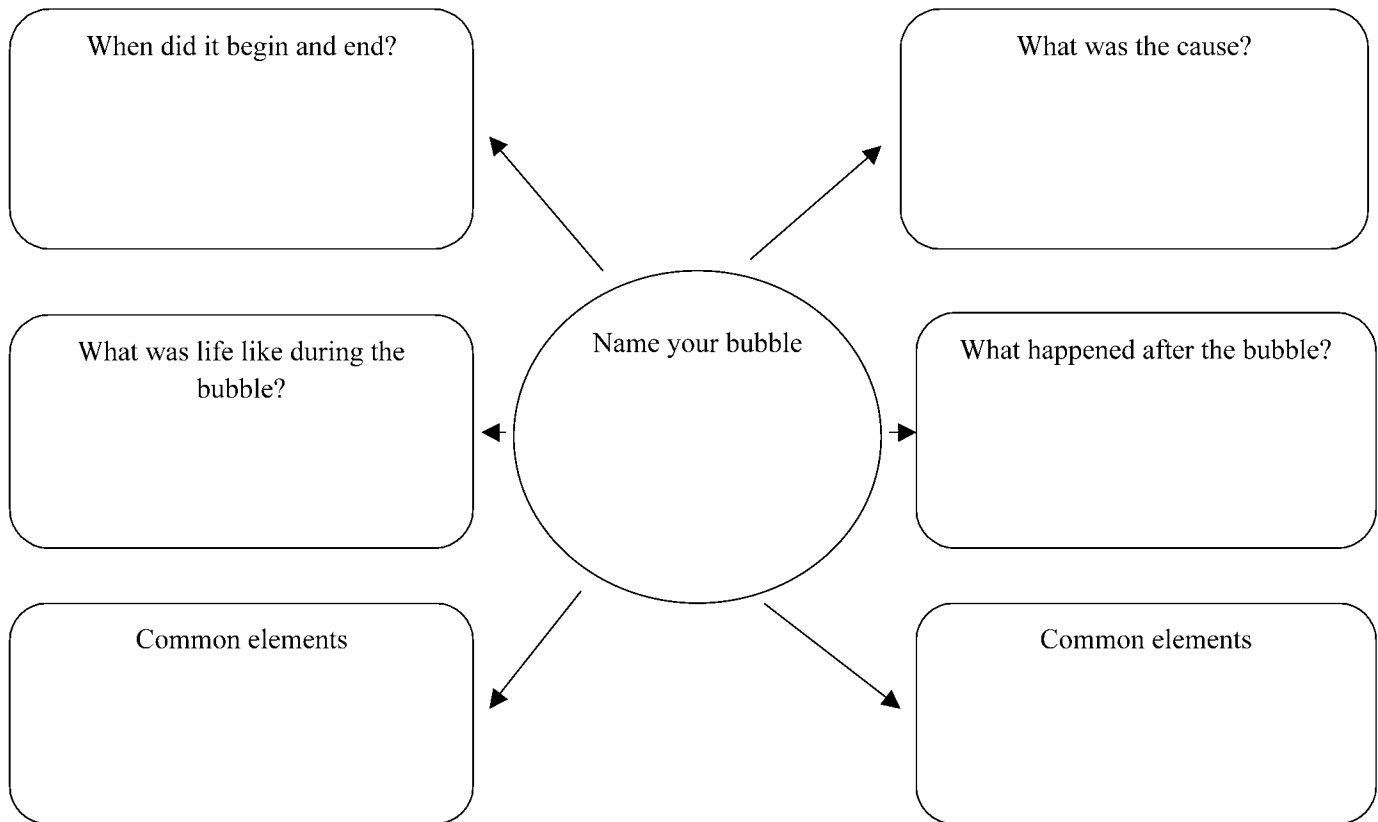 When did it begin and end?
What was the cause?
Name your bubble
What was life like during the
bubble?
What happened after the bubble?
Common elements
Common elements